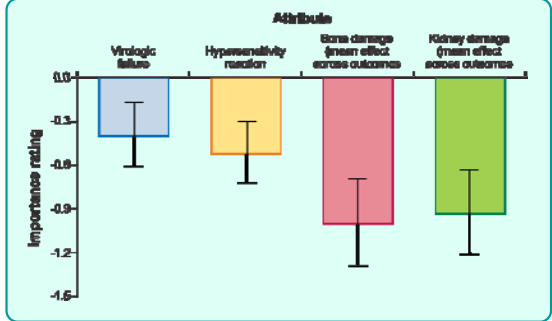 Attribute
Virologic
failure
Hypersensitivity
reaction
Bone damage
(mean effect
across outcomes
Kidney damage
(mean effect
across outcomes
Importance rating
0.0
-0.3
-0.6
-0.9
-1.2
-1.5